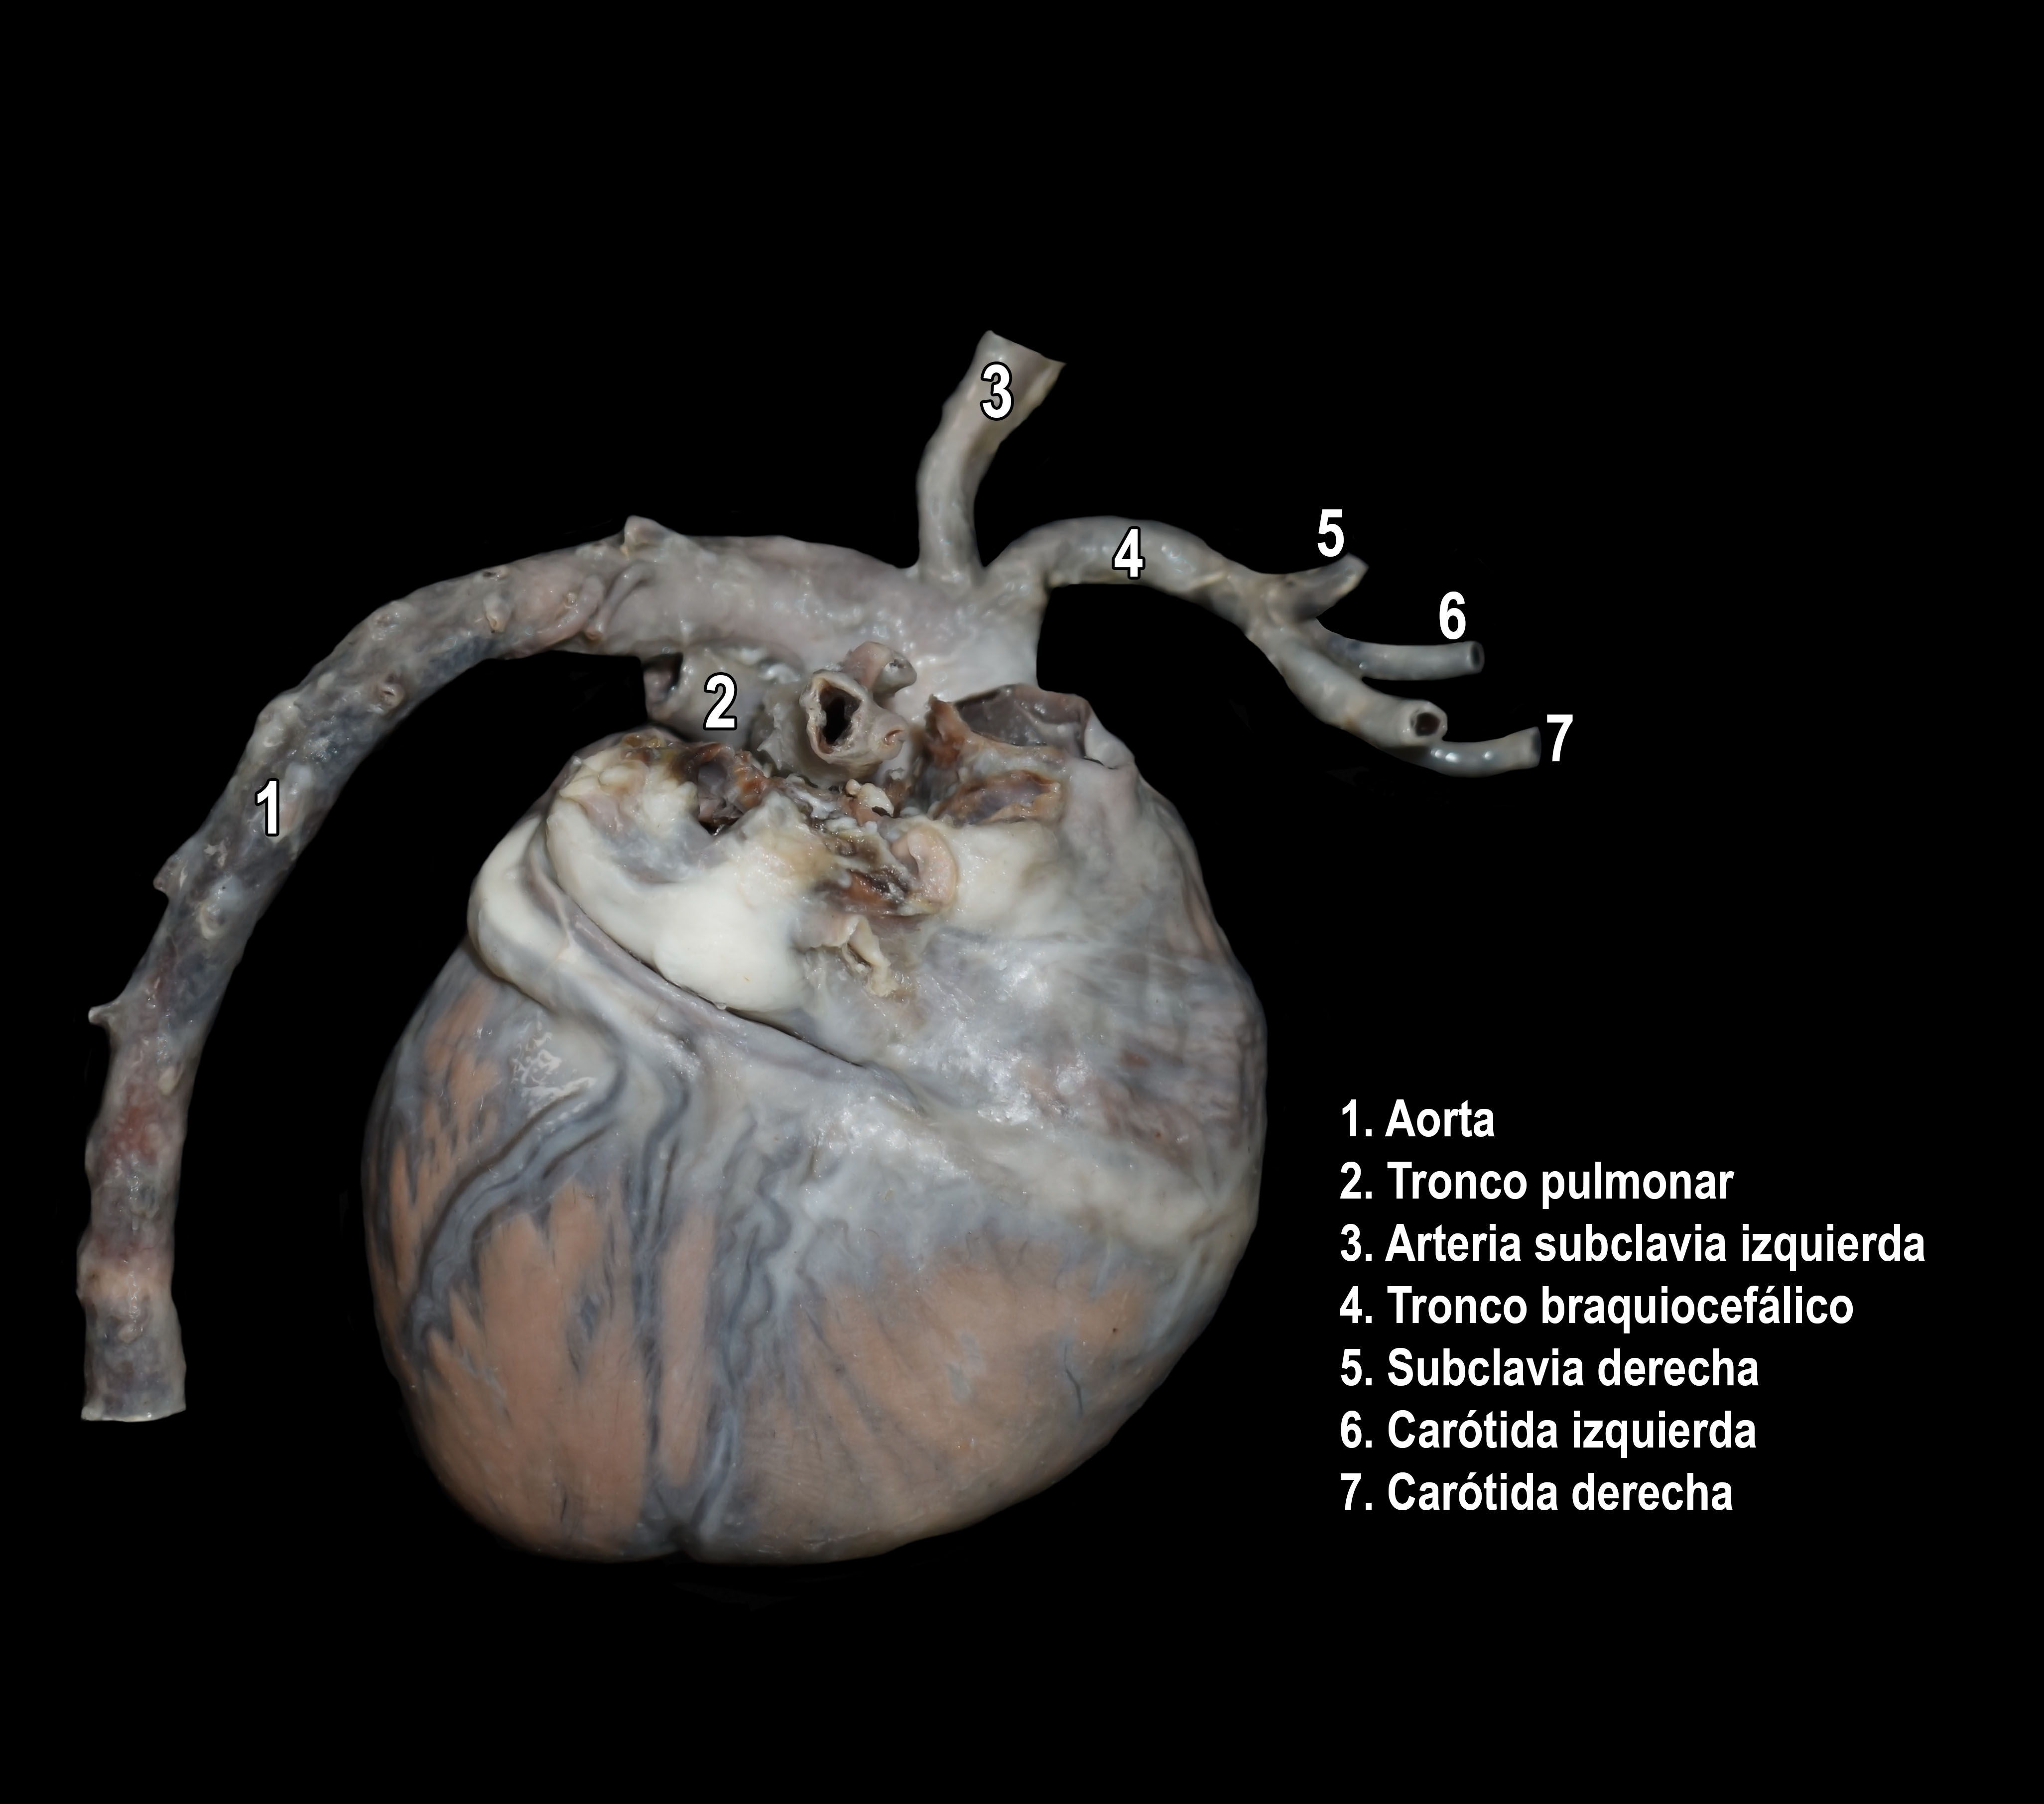 3
5
4
6
2
7
1
1. Aorta
2. Tronco pulmonar
3. Arteria subclavia izquierda
4. Tronco braquiocefálico
5. Subclavia derecha
6. Carótida izquierda
7. Carótida derecha